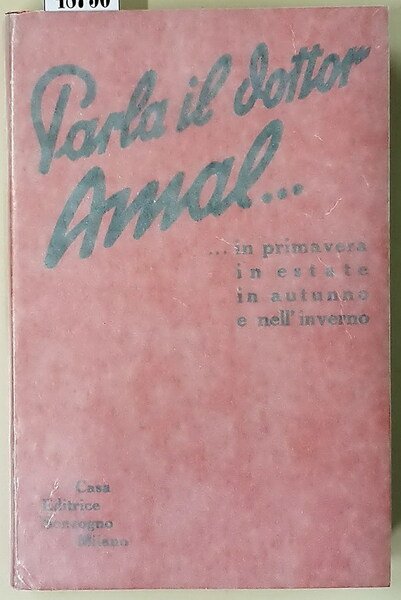 Parla il dottor
Amal...
... in primavera
in estate
in autunno
e nell'inverno
Casa
Editrice
Sonzogno
Milano